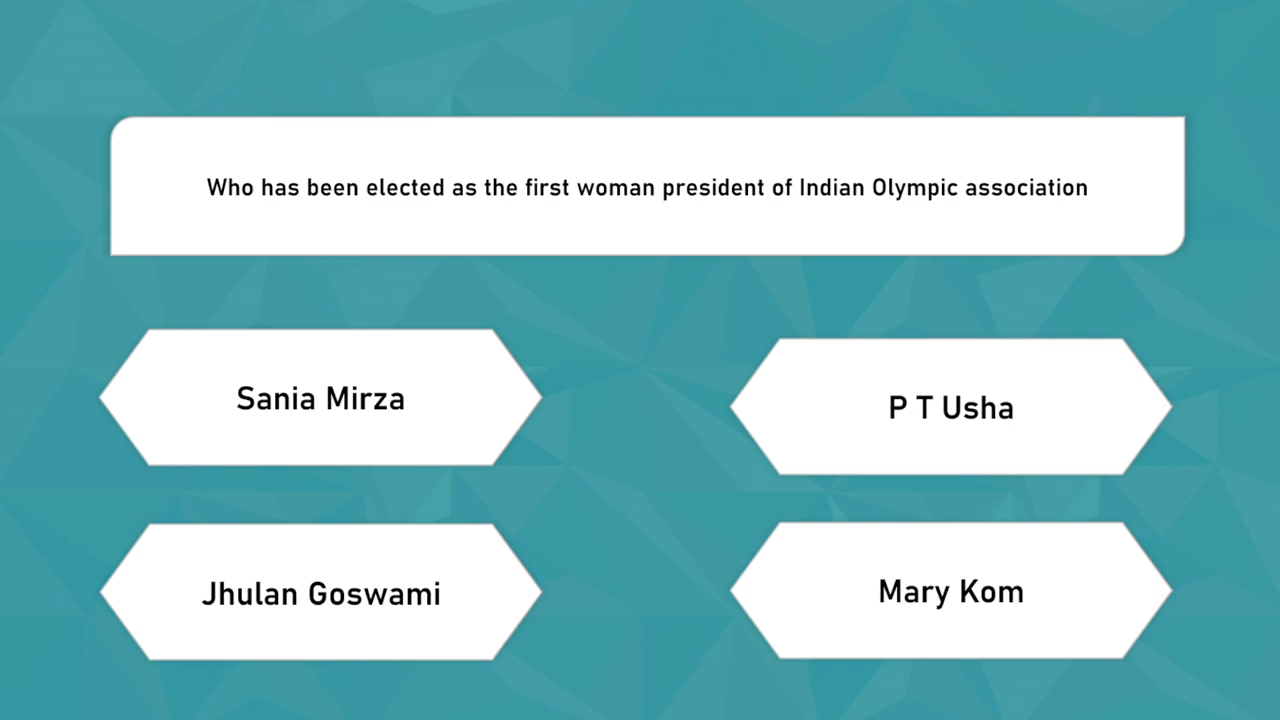 Who has been elected as the first woman president of Indian Olympic association
Sania Mirza
P T Usha
Jhulan Goswami
Mary Kom